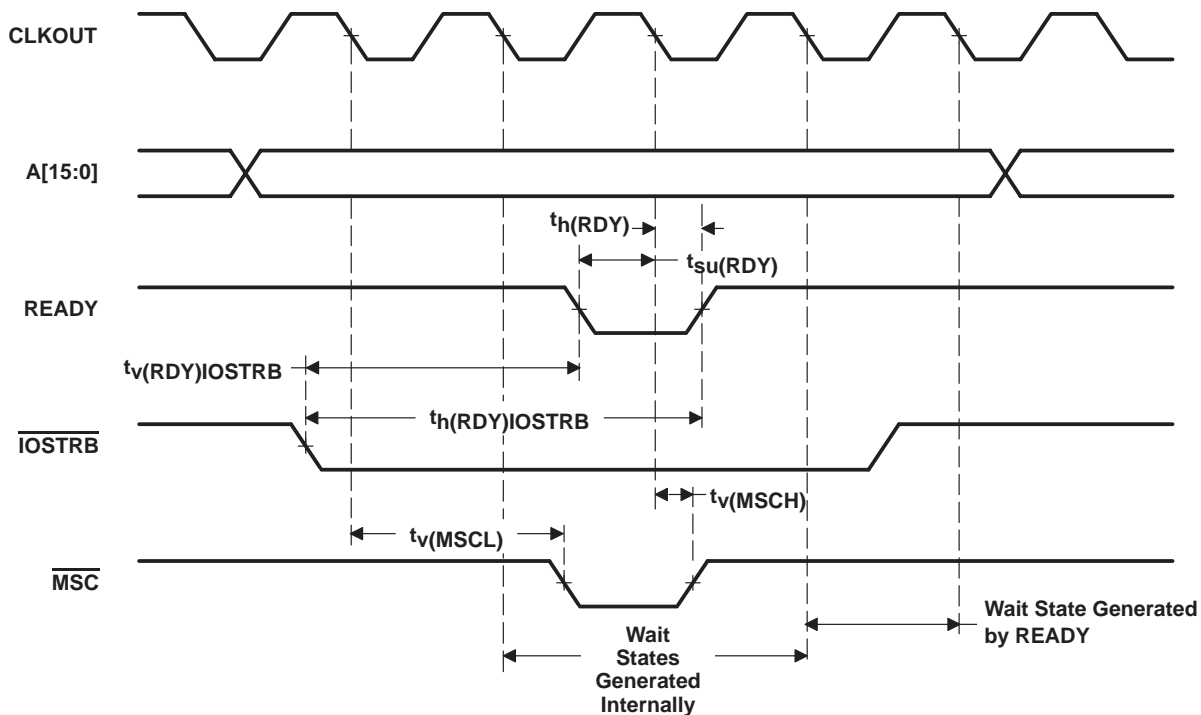 CLKOUT
A[15:0]
th(RDY)
tsu(RDY)
READY
tv(RDY)IOSTRB
th(RDY)IOSTRB
IOSTRB
tv(MSCH)
tv(MSCL)
MSC
Wait State Generated
by READY
Wait
States
Generated
Internally